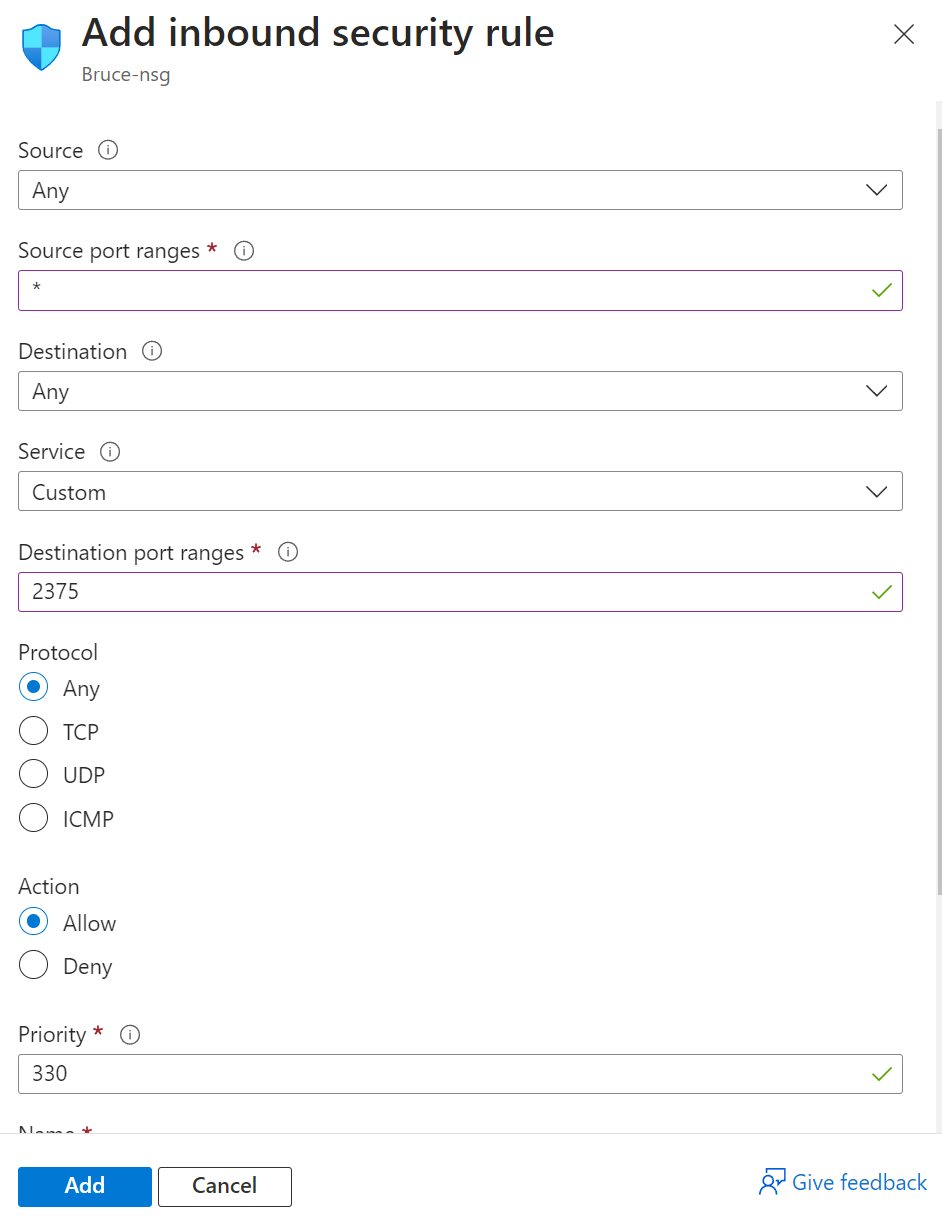 Add inbound security rule
Bruce-nsg
Source
Any
Source port ranges *
*
Destination
Any
Service
Custom
Destination port ranges *
2375
Protocol
Any
TCP
UDP
ICMP
Action
Allow
Deny
Priority *
330
Name *
Add
Cancel
Give feedback